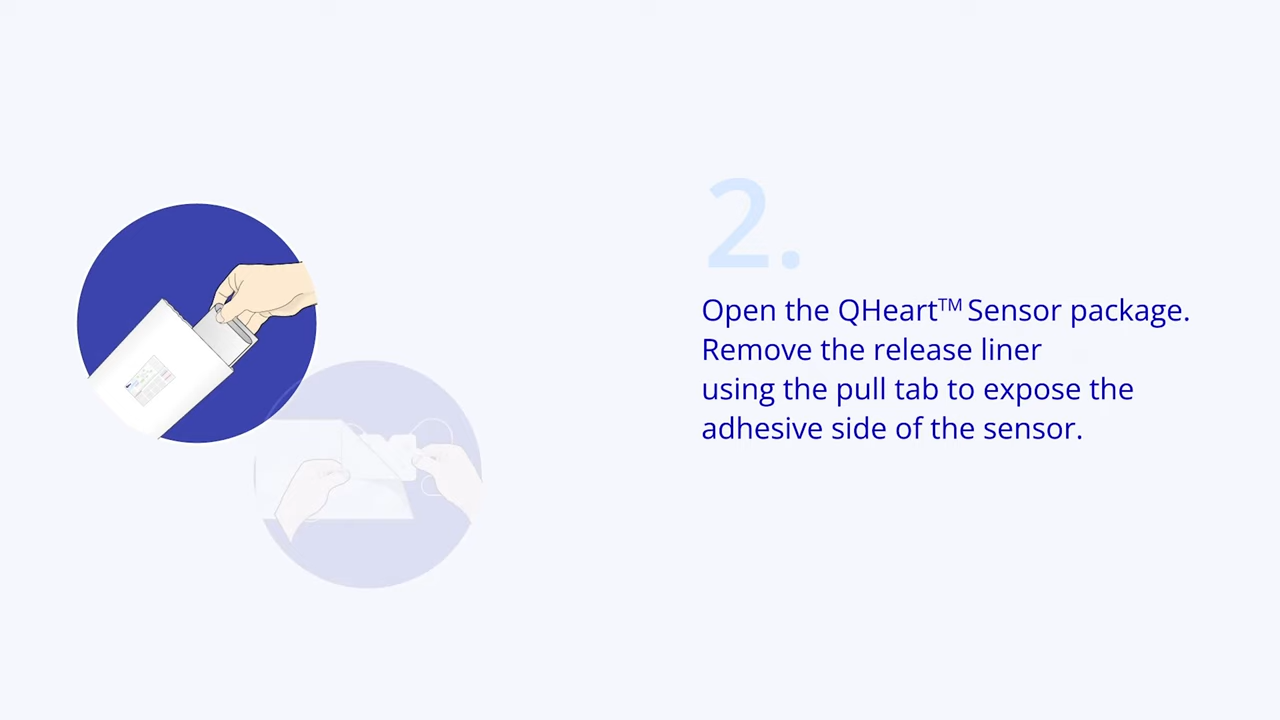 2.
Open the QHeart™ Sensor package.
Remove the release liner
using the pull tab to expose the
adhesive side of the sensor.